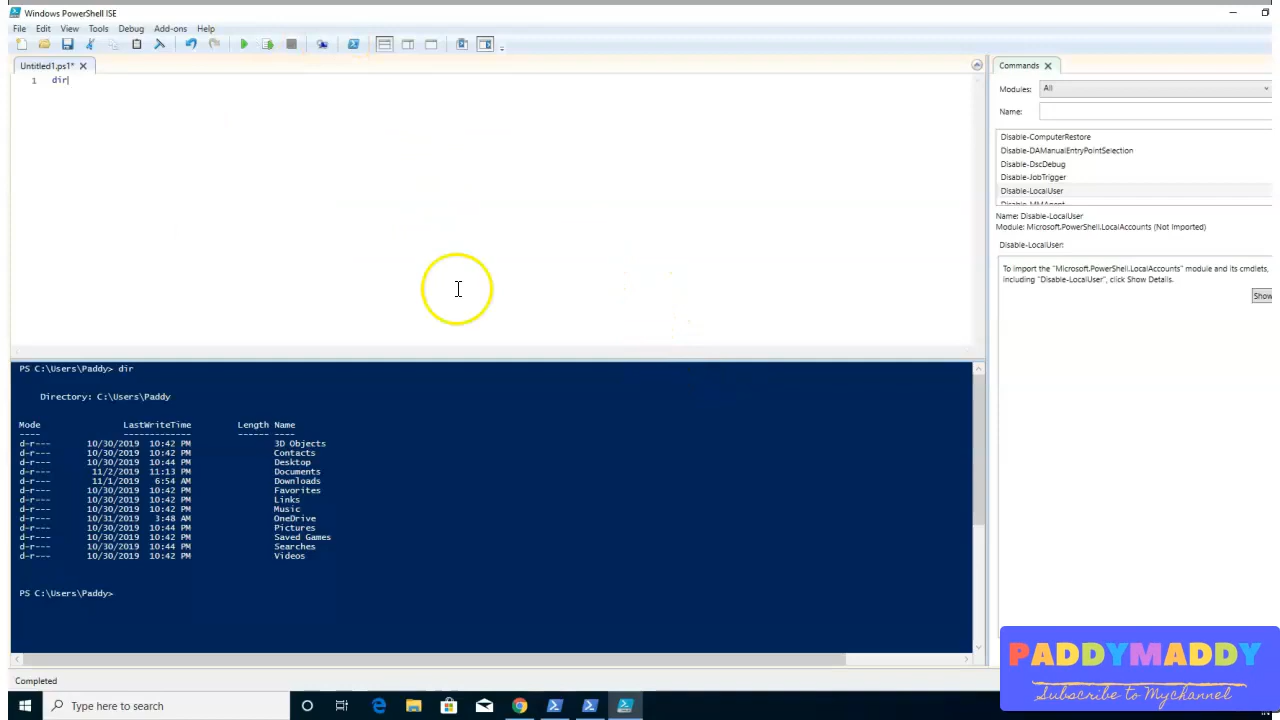 Windows PowerShell ISE
File Edit View Tools Debug Add-ons Help
Untitled1.ps1*
1 dir
Commands
Modules: All
Name:
Disable-ComputerRestore
Disable-DAManualEntryPointSelection
Disable-DscDebug
Disable-JobTrigger
Disable-LocalUser
Disable-MMAgent
Name: Disable-LocalUser
Module: Microsoft.PowerShell.LocalAccounts (Not Imported)
Disable-LocalUser:
To import the "Microsoft.PowerShell.LocalAccounts" module and its cmdlets,
including "Disable-LocalUser", click Show Details.
Show
PS C:\Users\Paddy> dir
Directory: C:\Users\Paddy
Mode LastWriteTime Length Name
---- ------------- ------ ----
d-r--- 10/30/2019 10:42 PM 3D Objects
d-r--- 10/30/2019 10:42 PM Contacts
d-r--- 10/30/2019 10:44 PM Desktop
d-r--- 11/2/2019 11:13 PM Documents
d-r--- 11/1/2019 6:54 AM Downloads
d-r--- 10/30/2019 10:42 PM Favorites
d-r--- 10/30/2019 10:42 PM Links
d-r--- 10/30/2019 10:42 PM Music
d-r--- 10/31/2019 3:48 AM OneDrive
d-r--- 10/30/2019 10:44 PM Pictures
d-r--- 10/30/2019 10:42 PM Saved Games
d-r--- 10/30/2019 10:44 PM Searches
d-r--- 10/30/2019 10:42 PM Videos
PS C:\Users\Paddy>
Completed
PADDYMADDY
Subscribe to Mychannel
Type here to search